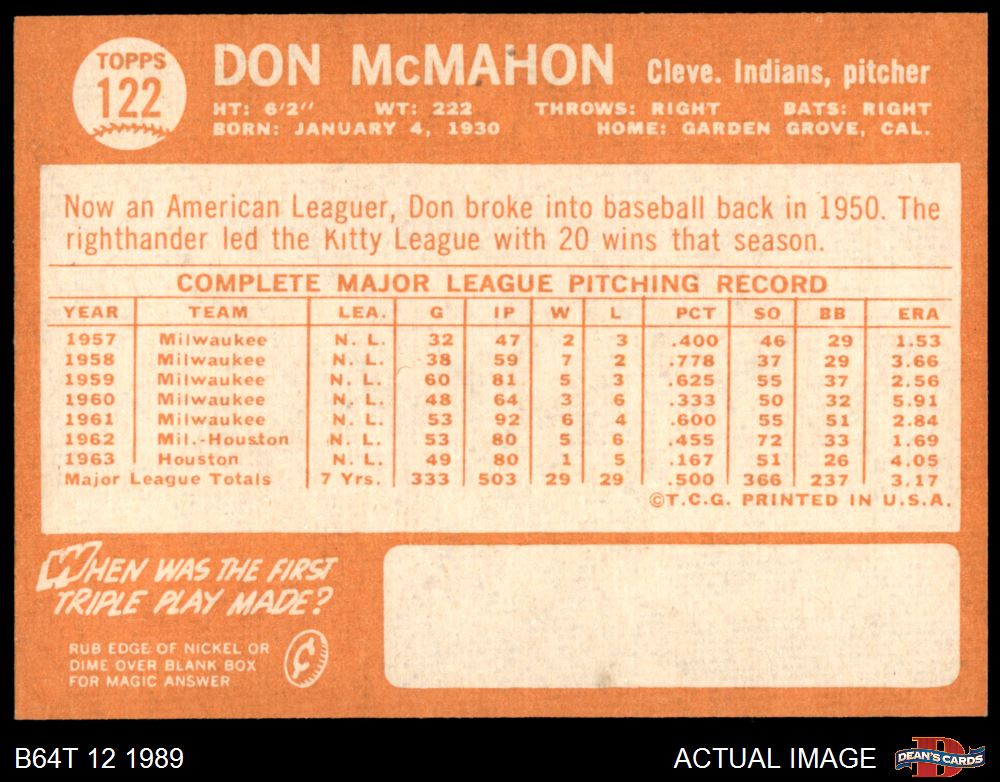 TOPPS
122
DON McMAHON Cleve. Indians, pitcher
HT: 6'2" WT: 222 THROWS: RIGHT BATS: RIGHT
BORN: JANUARY 4, 1930 HOME: GARDEN GROVE, CAL.
Now an American Leaguer, Don broke into baseball back in 1950. The
righthander led the Kitty League with 20 wins that season.
COMPLETE MAJOR LEAGUE PITCHING RECORD
YEAR TEAM LEA. G IP W L PCT SO BB ERA
1957 Milwaukee N. L. 32 47 2 3 .400 46 29 1.53
1958 Milwaukee N. L. 38 59 7 2 .778 37 29 3.66
1959 Milwaukee N. L. 60 81 5 3 .625 55 37 2.56
1960 Milwaukee N. L. 48 64 3 6 .333 50 32 5.91
1961 Milwaukee N. L. 53 92 6 4 .600 55 51 2.84
1962 Mil.-Houston N. L. 53 80 5 6 .455 72 33 1.69
1963 Houston N. L. 49 80 1 5 .167 51 26 4.05
Major League Totals 7 Yrs. 333 503 29 29 .500 366 237 3.17
©T.C.G. PRINTED IN U.S.A.
WHEN WAS THE FIRST
TRIPLE PLAY MADE?
RUB EDGE OF NICKEL OR
DIME OVER BLANK BOX
FOR MAGIC ANSWER
¢
B64T 12 1989 ACTUAL IMAGE D
DEAN'S CARDS